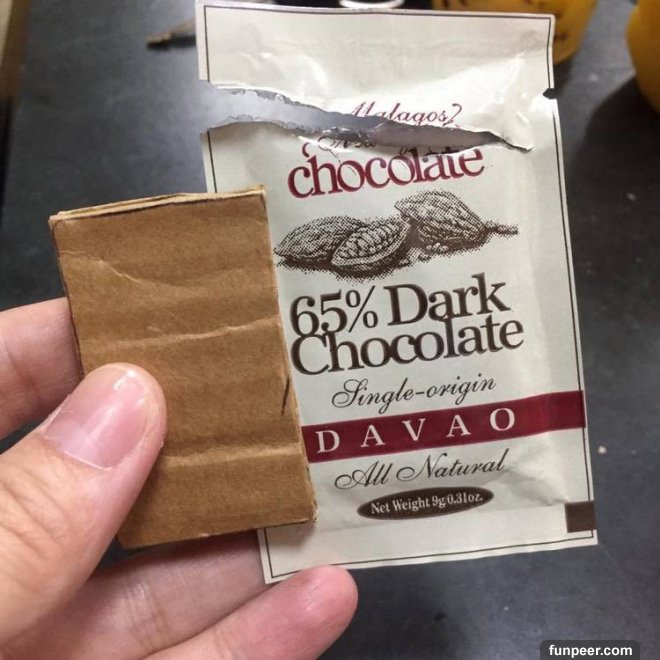 Malagos
chocolate
65% Dark
Chocolate
Single-origin
DAVAO
All Natural
Net Weight 9g/0.31oz.
funpeer.com